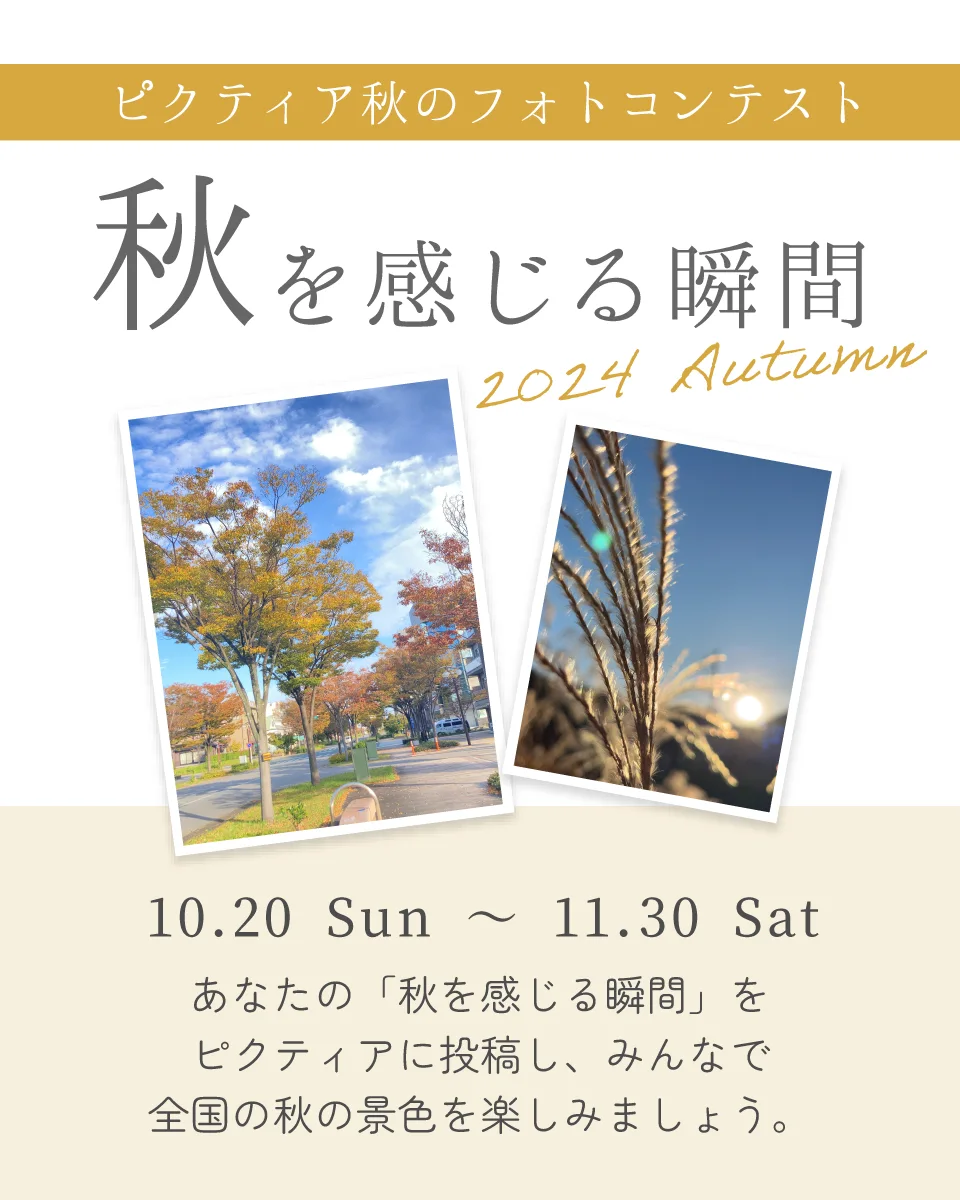 ピクティア秋のフォトコンテスト
秋を感じる瞬間
2024 Autumn
10.20 Sun ～ 11.30 Sat
あなたの「秋を感じる瞬間」を
ピクティアに投稿し、みんなで
全国の秋の景色を楽しみましょう。